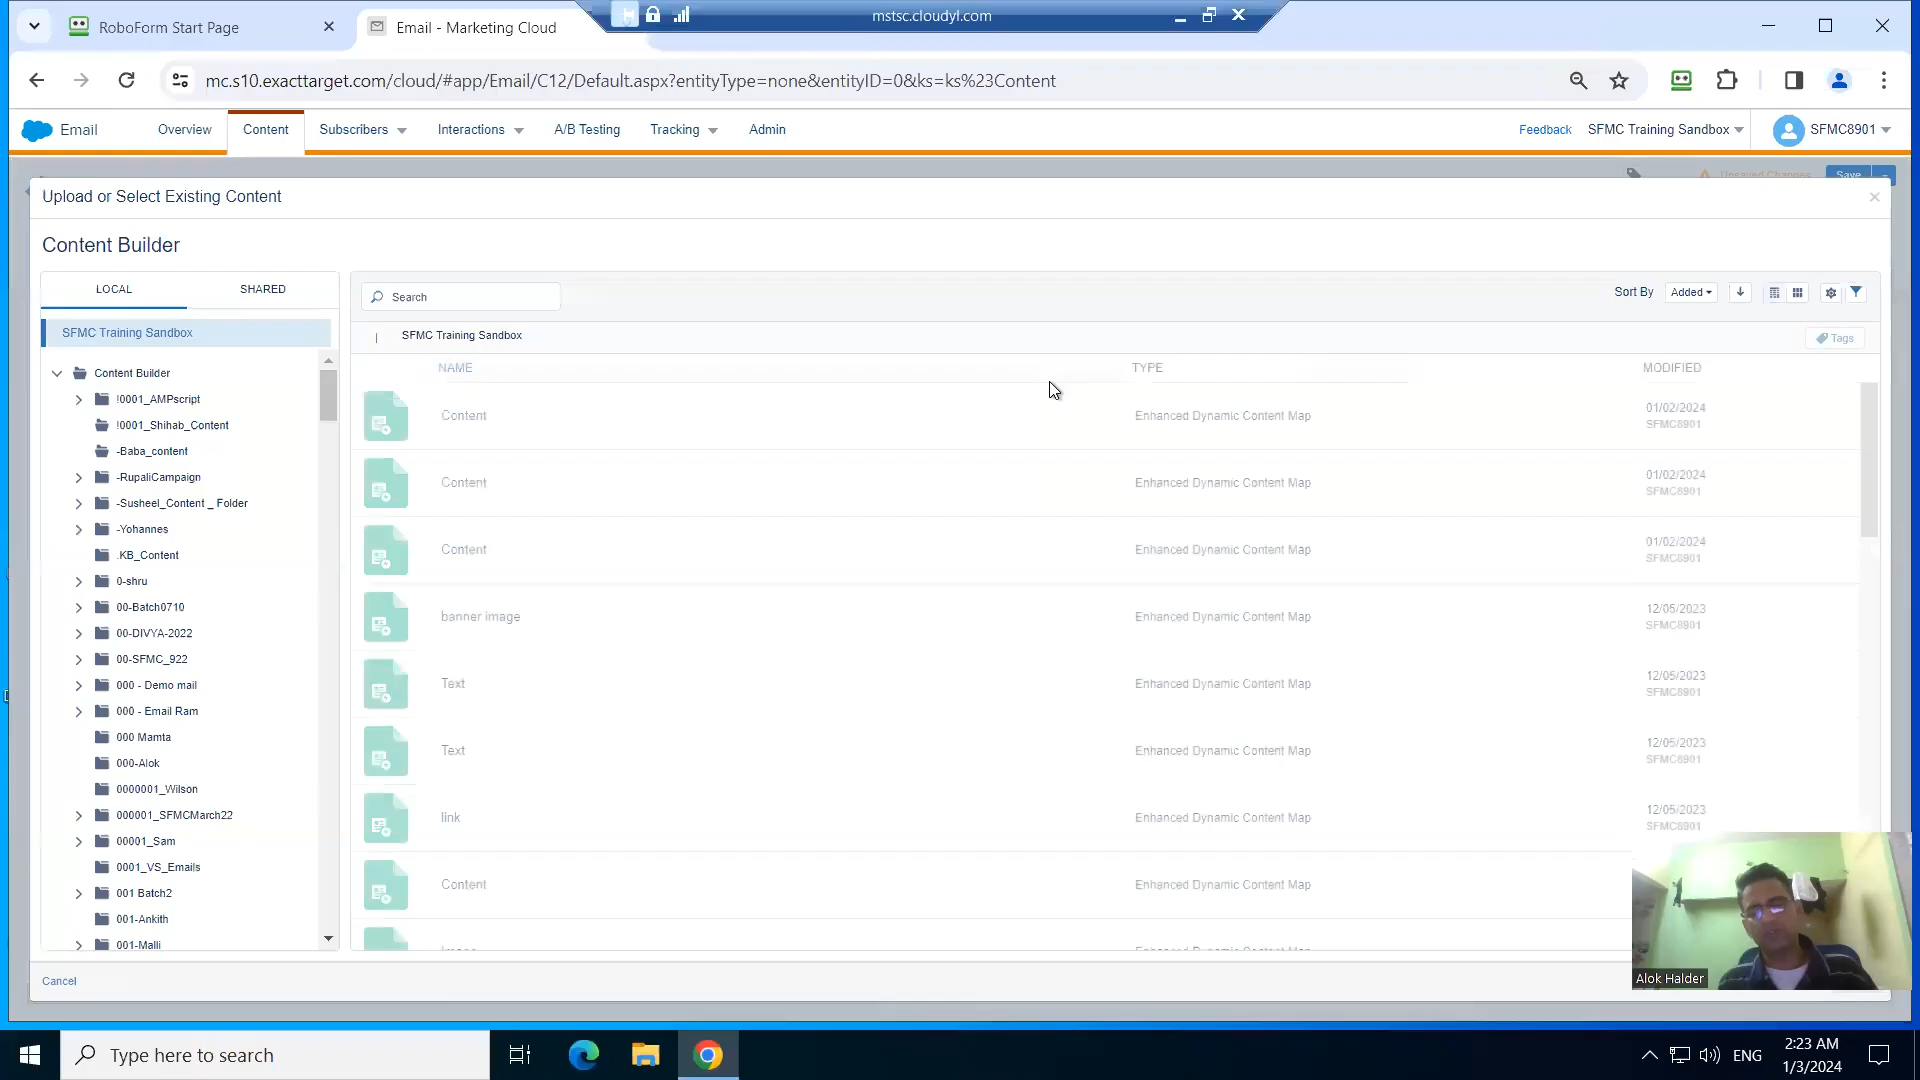 RoboForm Start Page
Email - Marketing Cloud
mstsc.cloudyl.com
mc.s10.exacttarget.com/cloud/#app/Email/C12/Default.aspx?entityType=none&entityID=0&ks=ks%23Content
Email
Overview
Content
Subscribers
Interactions
A/B Testing
Tracking
Admin
Feedback
SFMC Training Sandbox
SFMC8901
Unsaved Changes
Save
Upload or Select Existing Content
Content Builder
LOCAL
SHARED
SFMC Training Sandbox
Content Builder
!0001_AMPscript
!0001_Shihab_Content
-Baba_content
-RupaliCampaign
-Susheel_Content _ Folder
-Yohannes
.KB_Content
0-shru
00-Batch0710
00-DIVYA-2022
00-SFMC_922
000 - Demo mail
000 - Email Ram
000 Mamta
000-Alok
0000001_Wilson
000001_SFMCMarch22
00001_Sam
0001_VS_Emails
001 Batch2
001-Ankith
001-Malli
Search
Sort By
Added
SFMC Training Sandbox
Tags
NAME TYPE MODIFIED
Content Enhanced Dynamic Content Map 01/02/2024
SFMC8901
Content Enhanced Dynamic Content Map 01/02/2024
SFMC8901
Content Enhanced Dynamic Content Map 01/02/2024
SFMC8901
banner image Enhanced Dynamic Content Map 12/05/2023
SFMC8901
Text Enhanced Dynamic Content Map 12/05/2023
SFMC8901
Text Enhanced Dynamic Content Map 12/05/2023
SFMC8901
link Enhanced Dynamic Content Map 12/05/2023
SFMC8901
Content Enhanced Dynamic Content Map
Enhanced Dynamic Content Map
Cancel
Alok Halder
Type here to search
ENG
2:23 AM
1/3/2024